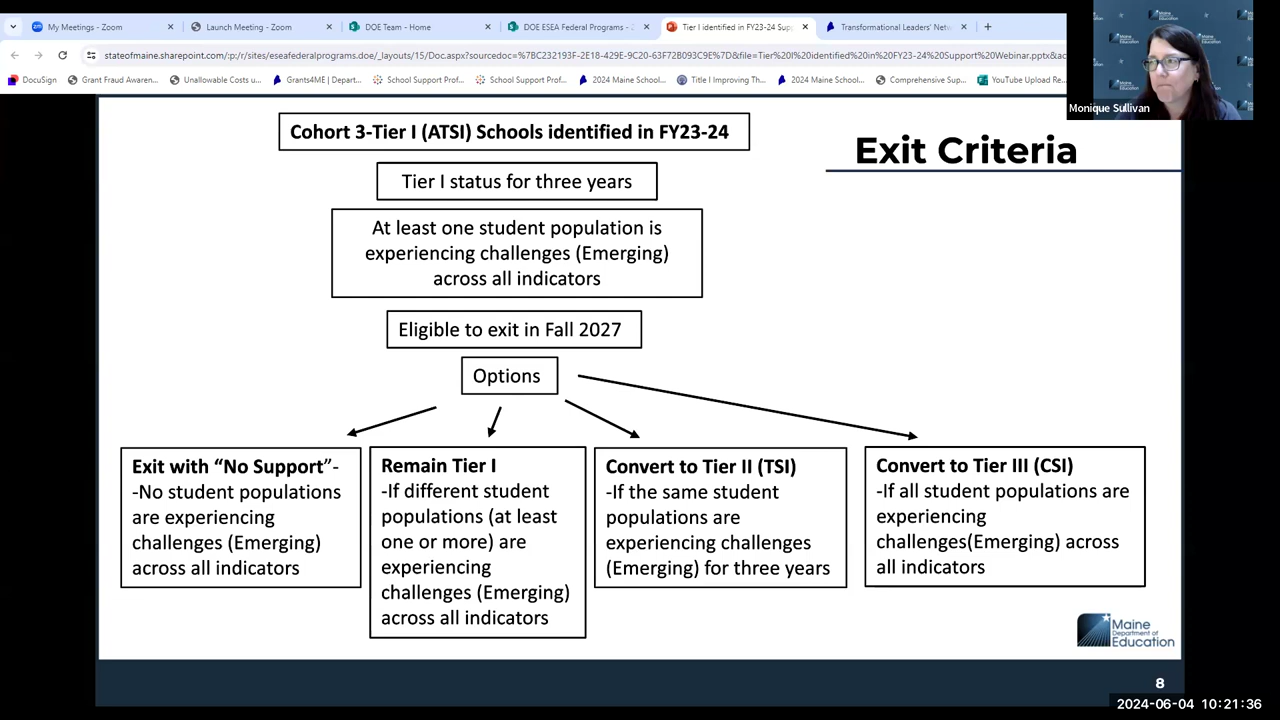 My Meetings - Zoom
Launch Meeting - Zoom
DOE Team - Home
DOE ESEA Federal Programs -
Tier I identified in FY23-24 Sup
Transformational Leaders' Net
stateofmaine.sharepoint.com/:p:/r/sites/eseafederalprograms.doe/_layouts/15/Doc.aspx?sourcedoc=%7BC22F193F-2E18-429E-9C20-63F72B093C9E%7D&file=Tier%20I%20identified%20in%20FY23-24%20Support%20Webinar.pptx&ac
DocuSign
Grant Fraud Awaren...
Unallowable Costs u...
Grants4ME | Depart...
School Support Prof...
School Support Prof...
2024 Maine School...
Title I Improving Th...
2024 Maine School...
Comprehensive Sup...
YouTube Upload Re...
Maine
Department of
Education
Monique Sullivan
Exit Criteria
Cohort 3-Tier I (ATSI) Schools identified in FY23-24
Tier I status for three years
At least one student population is
experiencing challenges (Emerging)
across all indicators
Eligible to exit in Fall 2027
Options
Exit with “No Support”-
-No student populations
are experiencing
challenges (Emerging)
across all indicators
Remain Tier I
-If different student
populations (at least
one or more) are
experiencing
challenges (Emerging)
across all indicators
Convert to Tier II (TSI)
-If the same student
populations are
experiencing challenges
(Emerging) for three years
Convert to Tier III (CSI)
-If all student populations are
experiencing
challenges(Emerging) across
all indicators
Maine
Department of
Education
8
2024-06-04 10:21:36